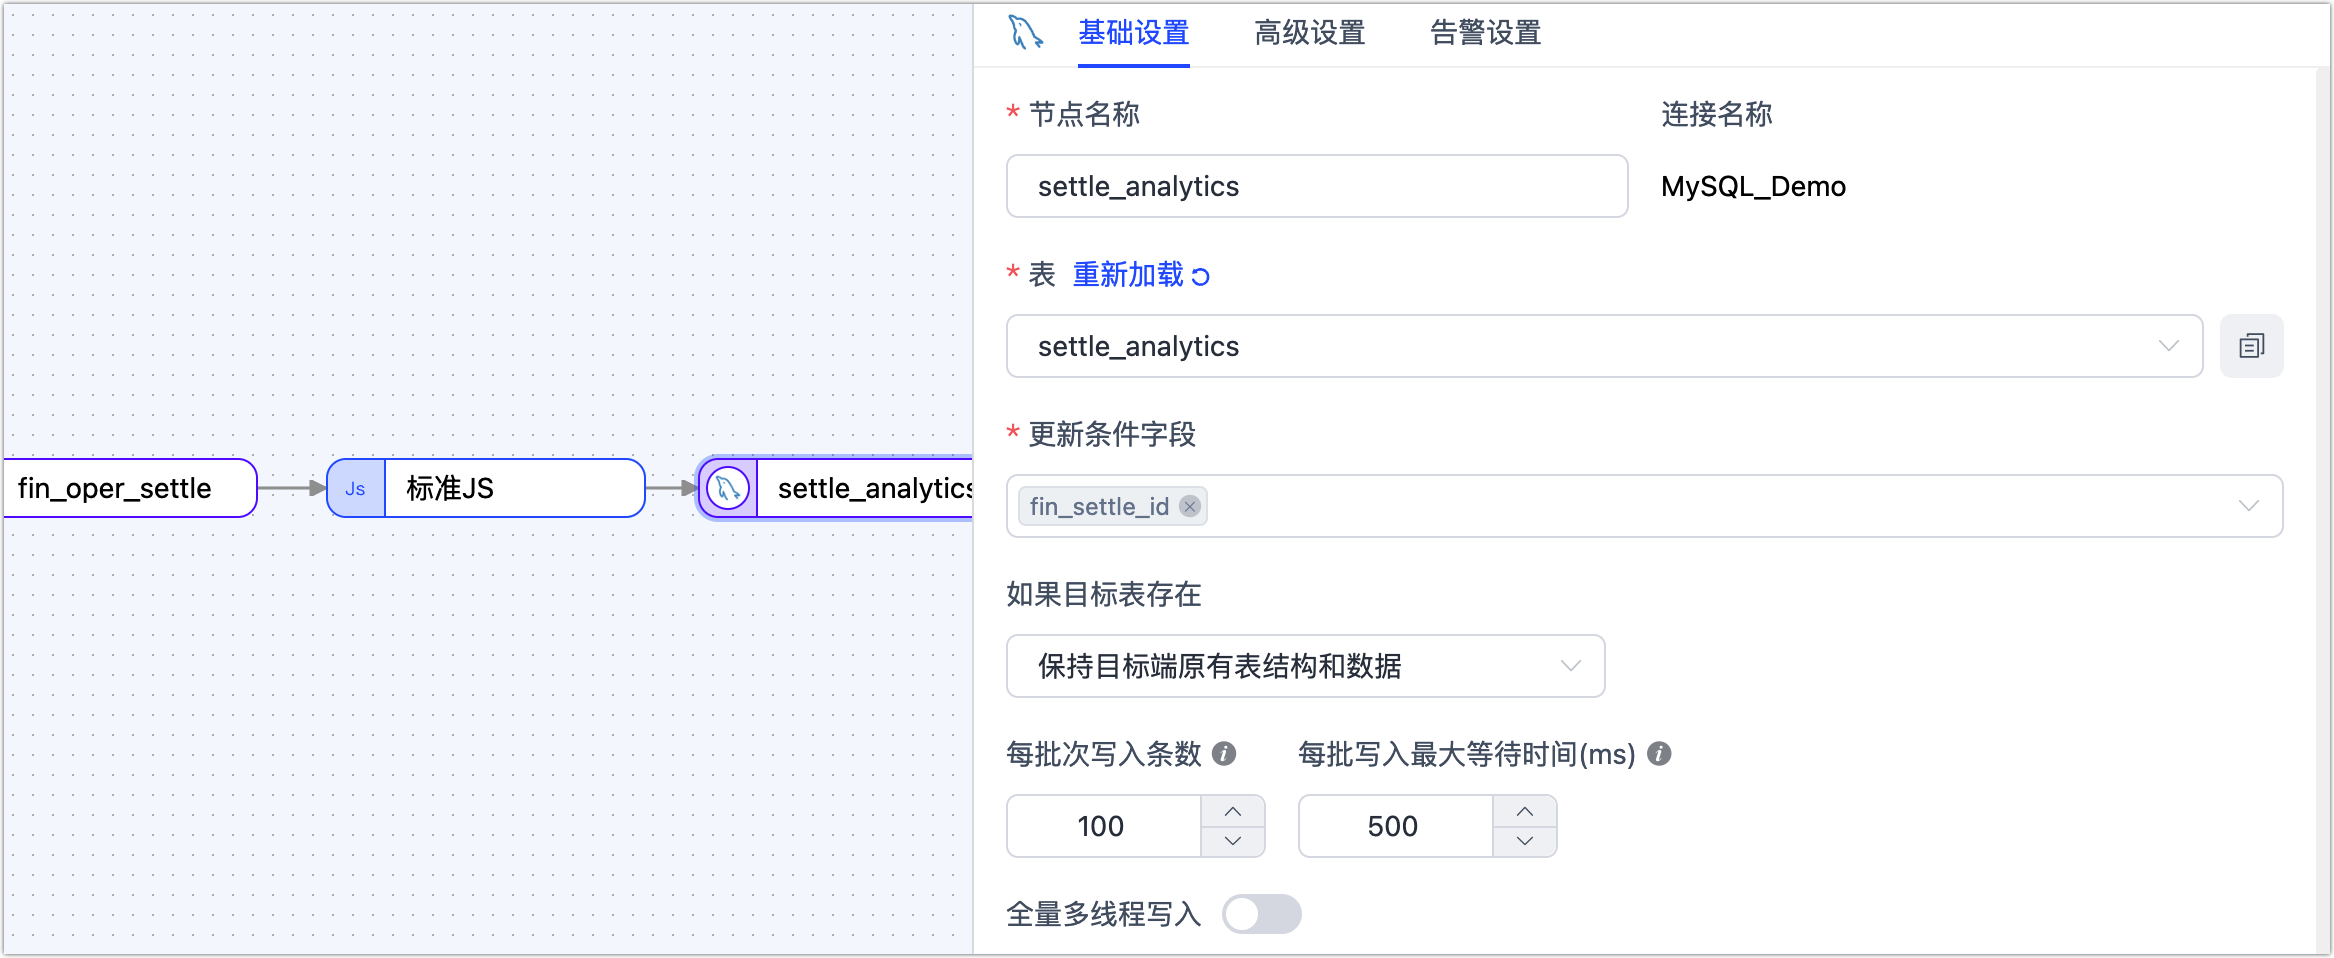 基础设置 高级设置 告警设置
* 节点名称 连接名称
settle_analytics MySQL_Demo
* 表 重新加载
settle_analytics
* 更新条件字段
fin_settle_id
如果目标表存在
保持目标端原有表结构和数据
每批次写入条数 每批写入最大等待时间(ms)
100 500
全量多线程写入
fin_oper_settle Js 标准JS settle_analytics